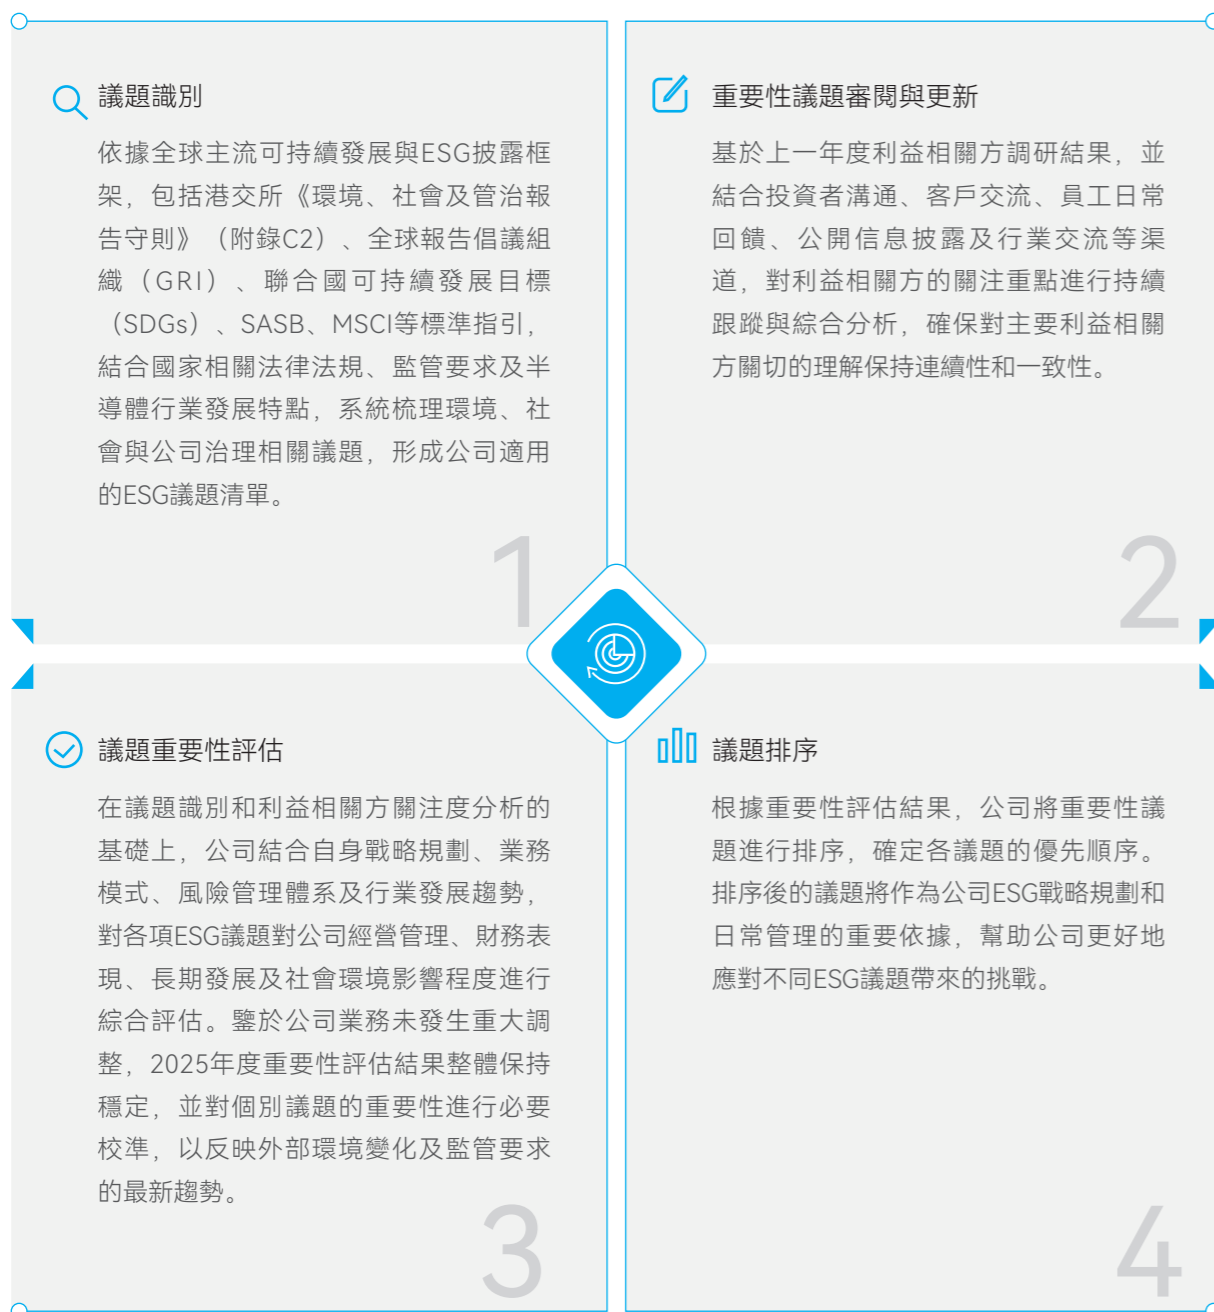 議題識別
依據全球主流可持續發展與ESG披露框
架，包括港交所《環境、社會及管治報
告守則》（附錄C2）、全球報告倡議組
織（GRI）、聯合國可持續發展目標
（SDGs）、SASB、MSCI等標準指引，
結合國家相關法律法規、監管要求及半
導體行業發展特點，系統梳理環境、社
會與公司治理相關議題，形成公司適用
的ESG議題清單。
1
重要性議題審閱與更新
基於上一年度利益相關方調研結果，並
結合投資者溝通、客戶交流、員工日常
回饋、公開信息披露及行業交流等渠
道，對利益相關方的關注重點進行持續
跟蹤與綜合分析，確保對主要利益相關
方關切的理解保持連續性和一致性。
2
議題重要性評估
在議題識別和利益相關方關注度分析的
基礎上，公司結合自身戰略規劃、業務
模式、風險管理體系及行業發展趨勢，
對各項ESG議題對公司經營管理、財務表
現、長期發展及社會環境影響程度進行
綜合評估。鑒於公司業務未發生重大調
整，2025年度重要性評估結果整體保持
穩定，並對個別議題的重要性進行必要
校準，以反映外部環境變化及監管要求
的最新趨勢。
3
議題排序
根據重要性評估結果，公司將重要性議
題進行排序，確定各議題的優先順序。
排序後的議題將作為公司ESG戰略規劃和
日常管理的重要依據，幫助公司更好地
應對不同ESG議題帶來的挑戰。
4